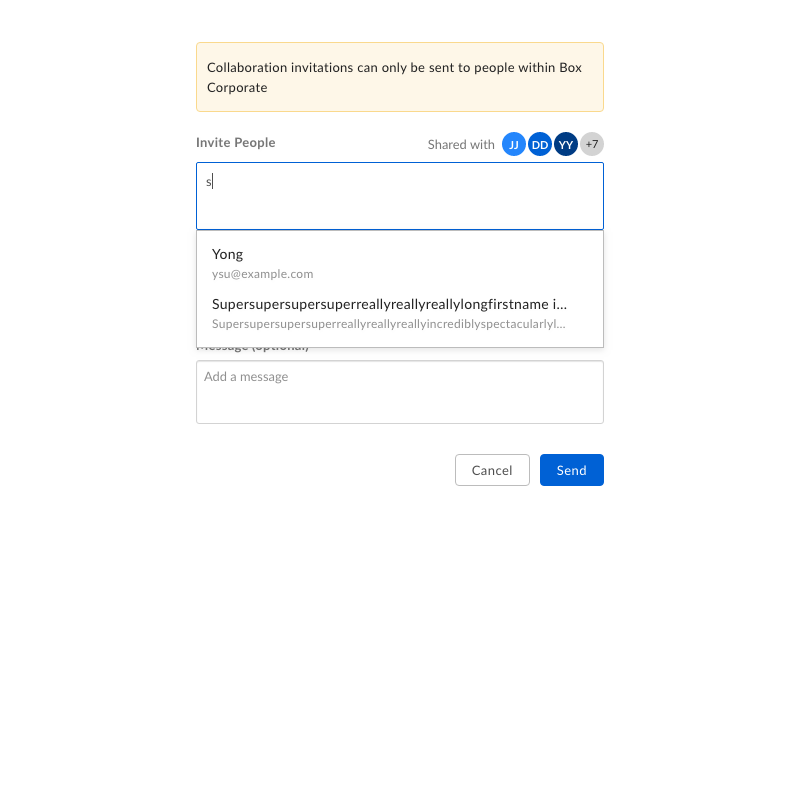 Collaboration invitations can only be sent to people within Box
Corporate
Invite People
Shared with JJ DD YY +7
s
Yong
ysu@example.com
Supersupersupersuperreallyreallyreallylongfirstname i...
Supersupersupersuperreallyreallyreallyincrediblyspectacularlyl...
Message (optional)
Add a message
Cancel Send